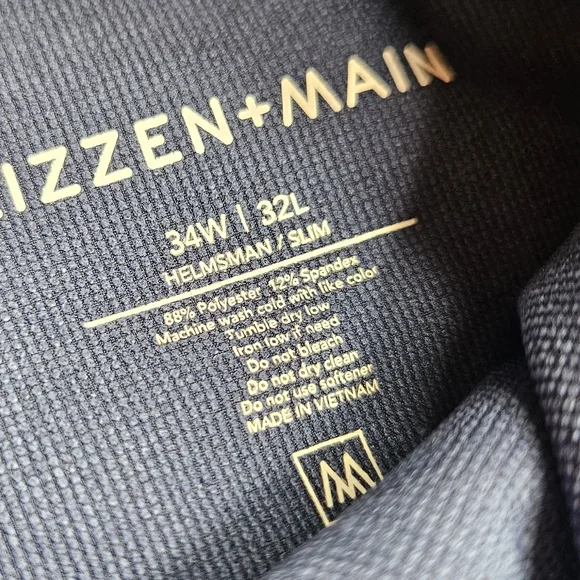 IZZEN+MAIN
34W | 32L
HELMSMAN / SLIM
88% Polyester 12% Spandex
Machine wash cold with like color
Tumble dry low
Iron low if need
Do not bleach
Do not dry clean
Do not use softener
MADE IN VIETNAM
M